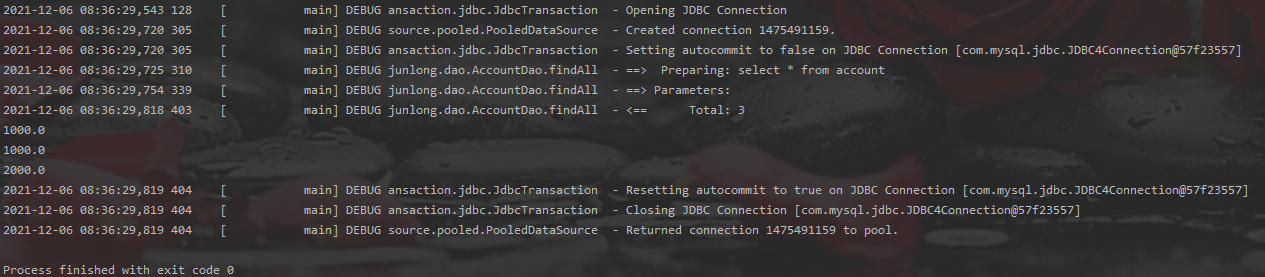 2021-12-06 08:36:29,543 128    [           main] DEBUG ansaction.jdbc.JdbcTransaction  - Opening JDBC Connection
2021-12-06 08:36:29,720 305    [           main] DEBUG source.pooled.PooledDataSource  - Created connection 1475491159.
2021-12-06 08:36:29,720 305    [           main] DEBUG ansaction.jdbc.JdbcTransaction  - Setting autocommit to false on JDBC Connection [com.mysql.jdbc.JDBC4Connection@57f23557]
2021-12-06 08:36:29,725 310    [           main] DEBUG junlong.dao.AccountDao.findAll  - ==>  Preparing: select * from account
2021-12-06 08:36:29,754 339    [           main] DEBUG junlong.dao.AccountDao.findAll  - ==> Parameters:
2021-12-06 08:36:29,818 403    [           main] DEBUG junlong.dao.AccountDao.findAll  - <==      Total: 3
1000.0
1000.0
2000.0
2021-12-06 08:36:29,819 404    [           main] DEBUG ansaction.jdbc.JdbcTransaction  - Resetting autocommit to true on JDBC Connection [com.mysql.jdbc.JDBC4Connection@57f23557]
2021-12-06 08:36:29,819 404    [           main] DEBUG ansaction.jdbc.JdbcTransaction  - Closing JDBC Connection [com.mysql.jdbc.JDBC4Connection@57f23557]
2021-12-06 08:36:29,819 404    [           main] DEBUG source.pooled.PooledDataSource  - Returned connection 1475491159 to pool.
Process finished with exit code 0